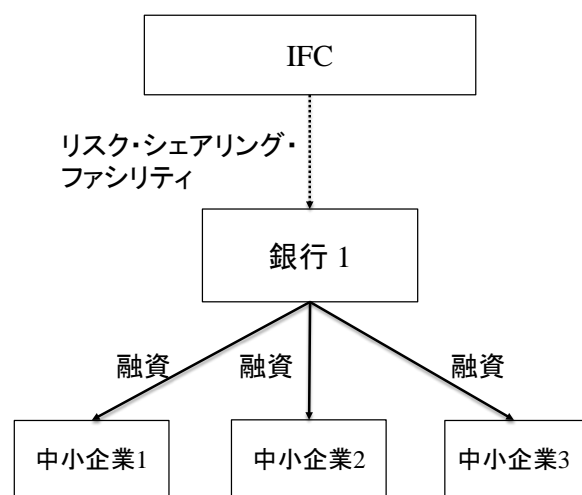 IFC
リスク・シェアリング・
ファシリティ
銀行 1
融資
融資
融資
中小企業1
中小企業2
中小企業3